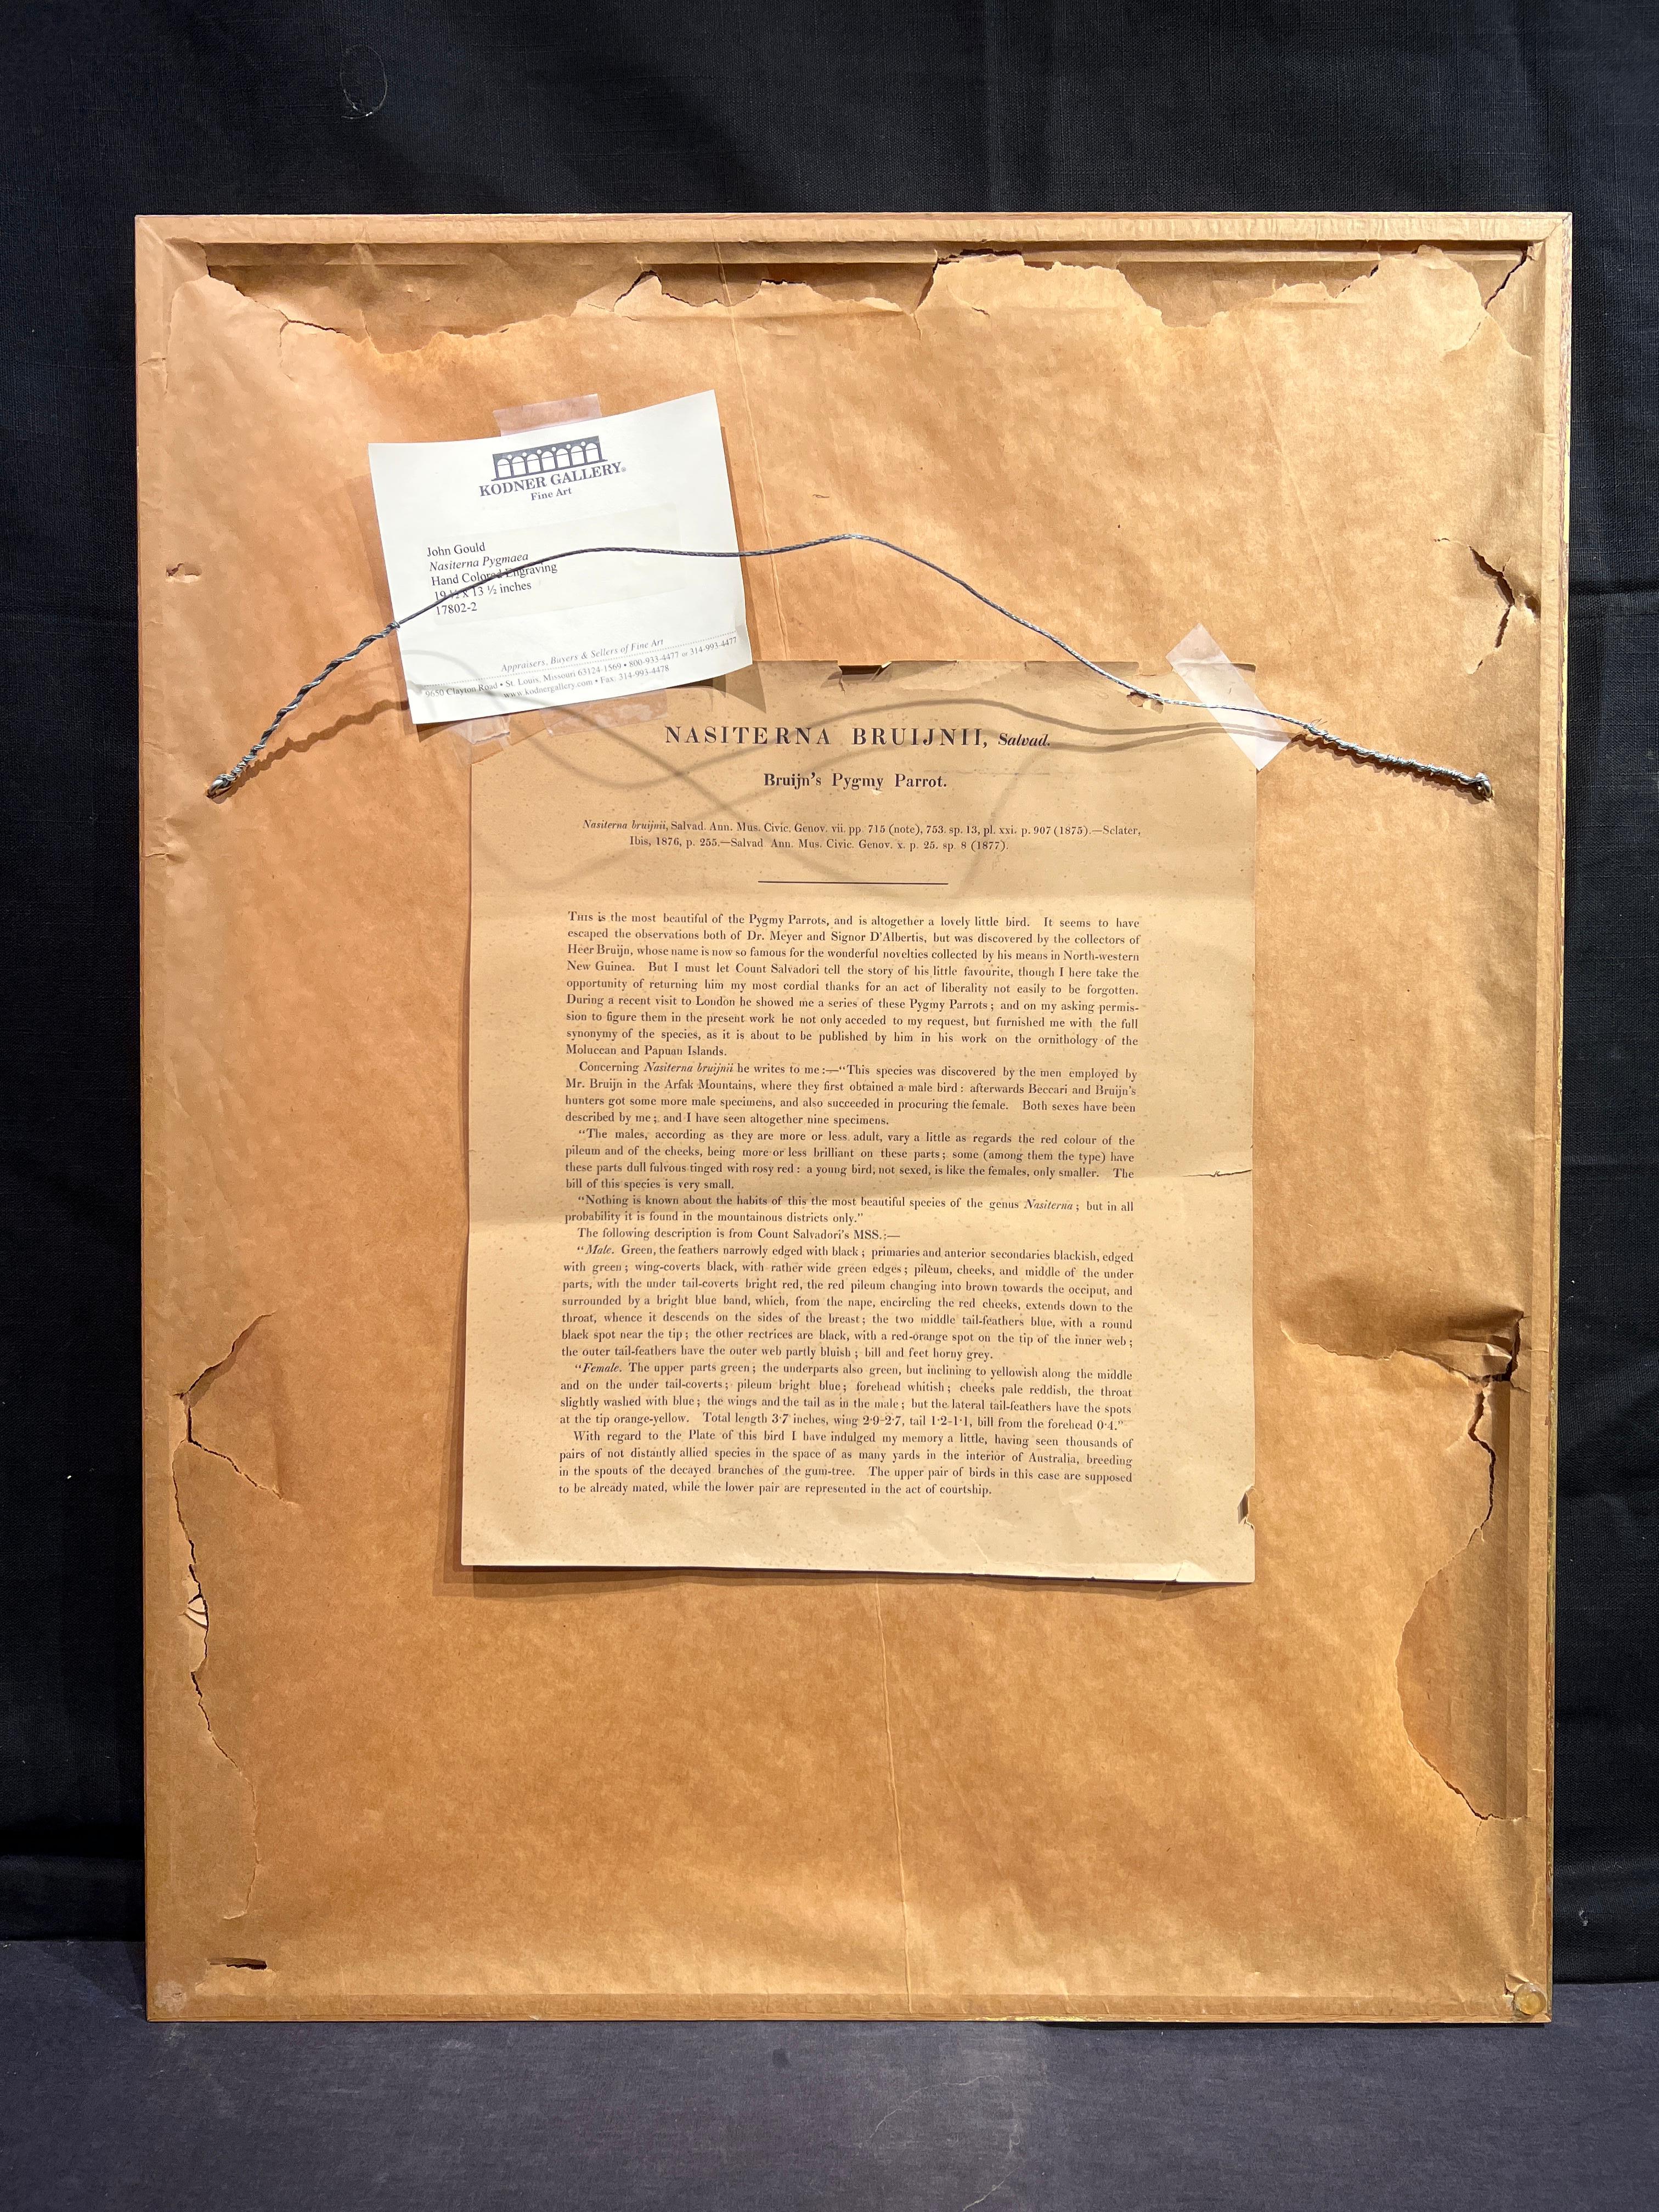 KODNER GALLERY®
Fine Art
John Gould
Nasiterna Pygmaea
Hand Colored Engraving
19 ½ x 13 ½ inches
17802-2
Appraisers, Buyers & Sellers of Fine Art
9650 Clayton Road • St. Louis, Missouri 63124-1569 • 800-933-4477 or 314-993-4477
www.kodnergallery.com • Fax: 314-993-4478
NASITERNA BRUIJNII, Salvad.
Bruijn's Pygmy Parrot.
Nasiterna bruijnii, Salvad. Ann. Mus. Civic. Genov. vii. pp. 715 (note), 753. sp. 13, pl. xxi. p. 907 (1875).—Sclater,
Ibis, 1876, p. 255.—Salvad Ann. Mus. Civic. Genov. x. p. 25. sp. 8 (1877).
THIS is the most beautiful of the Pygmy Parrots, and is altogether a lovely little bird. It seems to have
escaped the observations both of Dr. Meyer and Signor D'Albertis, but was discovered by the collectors of
Heer Bruijn, whose name is now so famous for the wonderful novelties collected by his means in North-western
New Guinea. But I must let Count Salvadori tell the story of his little favourite, though I here take the
opportunity of returning him my most cordial thanks for an act of liberality not easily to be forgotten.
During a recent visit to London he showed me a series of these Pygmy Parrots; and on my asking permis-
sion to figure them in the present work he not only acceded to my request, but furnished me with the full
synonymy of the species, as it is about to be published by him in his work on the ornithology of the
Moluccan and Papuan Islands.
Concerning Nasiterna bruijnii he writes to me:—"This species was discovered by the men employed by
Mr. Bruijn in the Arfak Mountains, where they first obtained a male bird: afterwards Beccari and Bruijn's
hunters got some more male specimens, and also succeeded in procuring the female. Both sexes have been
described by me; and I have seen altogether nine specimens.
"The males, according as they are more or less adult, vary a little as regards the red colour of the
pileum and of the cheeks, being more or less brilliant on these parts; some (among them the type) have
these parts dull fulvous tinged with rosy red: a young bird, not sexed, is like the females, only smaller. The
bill of this species is very small.
"Nothing is known about the habits of this the most beautiful species of the genus Nasiterna; but in all
probability it is found in the mountainous districts only."
The following description is from Count Salvadori's MSS.:—
"Male. Green, the feathers narrowly edged with black; primaries and anterior secondaries blackish, edged
with green; wing-coverts black, with rather wide green edges; pileum, cheeks, and middle of the under
parts, with the under tail-coverts bright red, the red pileum changing into brown towards the occiput, and
surrounded by a bright blue band, which, from the nape, encircling the red cheeks, extends down to the
throat, whence it descends on the sides of the breast; the two middle tail-feathers blue, with a round
black spot near the tip; the other rectrices are black, with a red-orange spot on the tip of the inner web;
the outer tail-feathers have the outer web partly bluish; bill and feet horny grey.
"Female. The upper parts green; the underparts also green, but inclining to yellowish along the middle
and on the under tail-coverts; pileum bright blue; forehead whitish; cheeks pale reddish, the throat
slightly washed with blue; the wings and the tail as in the male; but the lateral tail-feathers have the spots
at the tip orange-yellow. Total length 3·7 inches, wing 2·9-2·7, tail 1·2-1·1, bill from the forehead 0·4."
With regard to the Plate of this bird I have indulged my memory a little, having seen thousands of
pairs of not distantly allied species in the space of as many yards in the interior of Australia, breeding
in the spouts of the decayed branches of the gum-tree. The upper pair of birds in this case are supposed
to be already mated, while the lower pair are represented in the act of courtship.